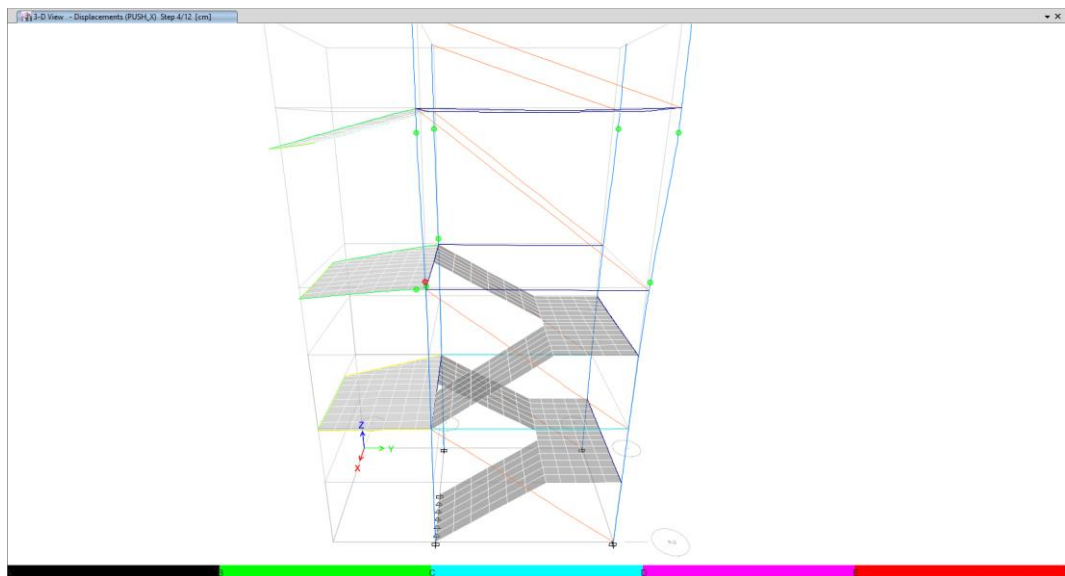 3-D View - Displacements (PUSH_X) Step 4/12 [cm]
Z
Y
X
C
D